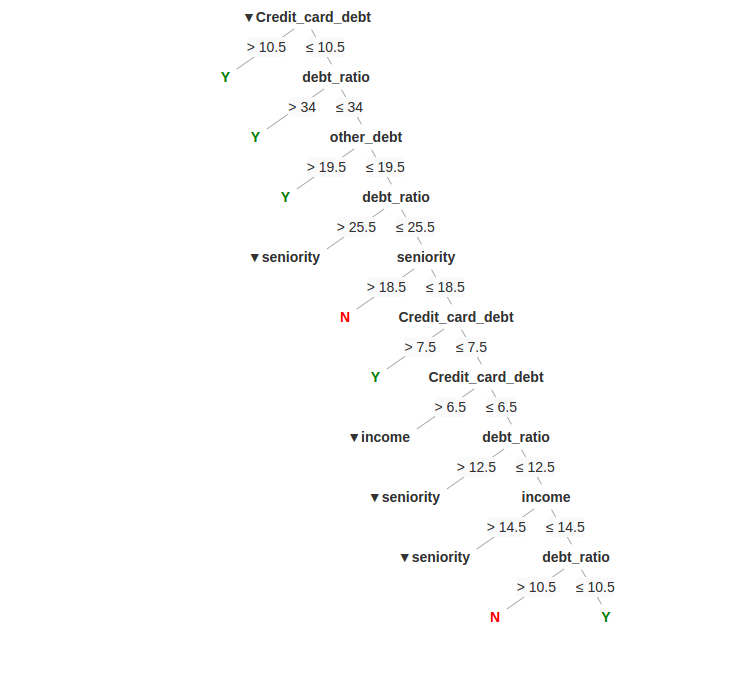 ▼Credit_card_debt
> 10.5 ≤ 10.5
Y debt_ratio
> 34 ≤ 34
Y other_debt
> 19.5 ≤ 19.5
Y debt_ratio
> 25.5 ≤ 25.5
▼seniority seniority
> 18.5 ≤ 18.5
N Credit_card_debt
> 7.5 ≤ 7.5
Y Credit_card_debt
> 6.5 ≤ 6.5
▼income debt_ratio
> 12.5 ≤ 12.5
▼seniority income
> 14.5 ≤ 14.5
▼seniority debt_ratio
> 10.5 ≤ 10.5
N Y